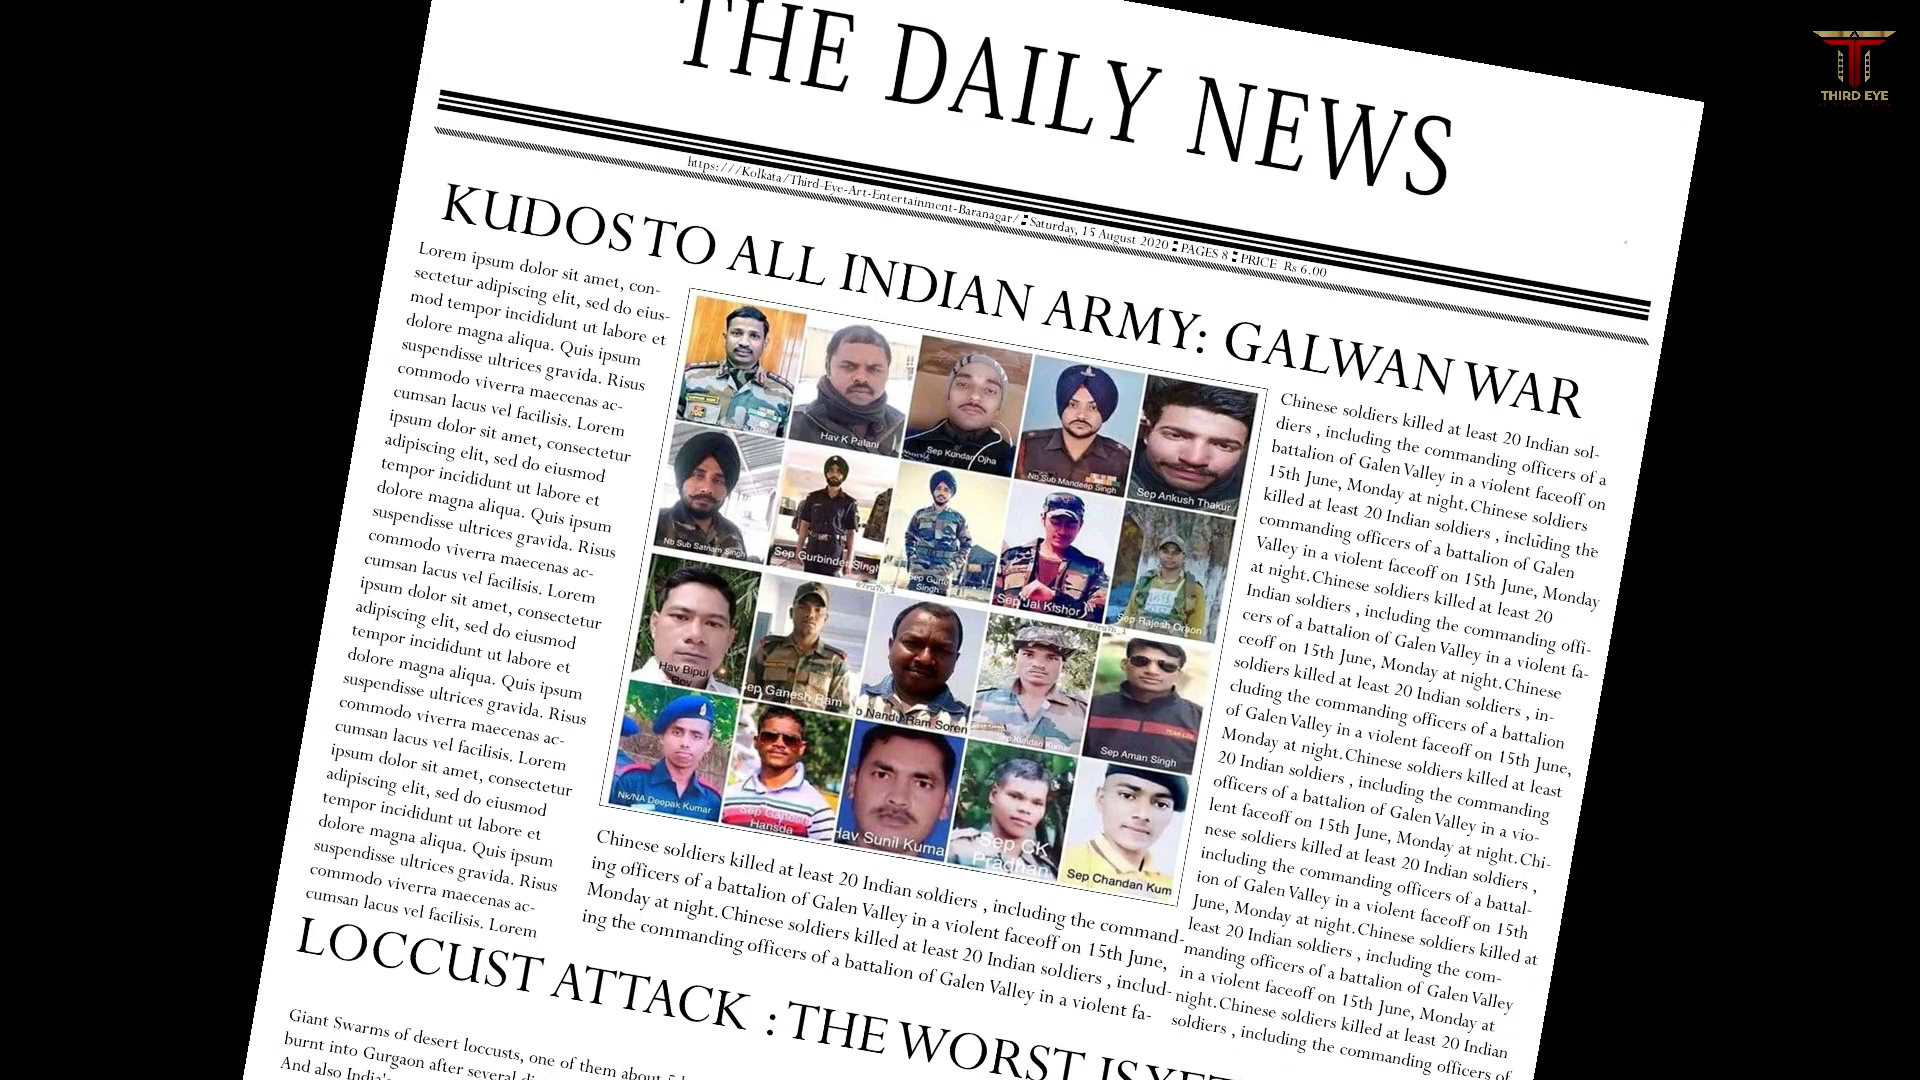 THE DAILY NEWS
THIRD EYE
https:///Kolkata/Third-Eye-Art-Entertainment-Baranagar/ Saturday, 15 August 2020 PAGES 8 PRICE Rs 6.00
KUDOS TO ALL INDIAN ARMY: GALWAN WAR
Lorem ipsum dolor sit amet, con-
sectetur adipiscing elit, sed do eius-
mod tempor incididunt ut labore et
dolore magna aliqua. Quis ipsum
suspendisse ultrices gravida. Risus
commodo viverra maecenas ac-
cumsan lacus vel facilisis. Lorem
ipsum dolor sit amet, consectetur
adipiscing elit, sed do eiusmod
tempor incididunt ut labore et
dolore magna aliqua. Quis ipsum
suspendisse ultrices gravida. Risus
commodo viverra maecenas ac-
cumsan lacus vel facilisis. Lorem
ipsum dolor sit amet, consectetur
adipiscing elit, sed do eiusmod
tempor incididunt ut labore et
dolore magna aliqua. Quis ipsum
suspendisse ultrices gravida. Risus
commodo viverra maecenas ac-
cumsan lacus vel facilisis. Lorem
ipsum dolor sit amet, consectetur
adipiscing elit, sed do eiusmod
tempor incididunt ut labore et
dolore magna aliqua. Quis ipsum
suspendisse ultrices gravida. Risus
commodo viverra maecenas ac-
cumsan lacus vel facilisis. Lorem
Hav K Palani
Sep Kundan Ojha
Nb Sub Mandeep Singh
Sep Ankush Thakur
Nb Sub Satnam Singh
Sep Gurbinder Singh
Sep Gurte
Singh
Sep Jai Kishor
Sep Rajesh Oraon
Hav Bipul
Roy
Sep Ganesh Ram
b Nandu Ram Soren
Sep Kundan Kumar
Sep Aman Singh
Nk/NA Deepak Kumar
Sep Ganesh
Hansda
Hav Sunil Kuma
Sep CK
Pradhan
Sep Chandan Kum
Chinese soldiers killed at least 20 Indian soldiers , including the command-
ing officers of a battalion of Galen Valley in a violent faceoff on 15th June,
Monday at night.Chinese soldiers killed at least 20 Indian soldiers , includ-
ing the commanding officers of a battalion of Galen Valley in a violent fa-
Chinese soldiers killed at least 20 Indian sol-
diers , including the commanding officers of a
battalion of Galen Valley in a violent faceoff on
15th June, Monday at night.Chinese soldiers
killed at least 20 Indian soldiers , including the
commanding officers of a battalion of Galen
Valley in a violent faceoff on 15th June, Monday
at night.Chinese soldiers killed at least 20
Indian soldiers , including the commanding offi-
cers of a battalion of Galen Valley in a violent fa-
ceoff on 15th June, Monday at night.Chinese
soldiers killed at least 20 Indian soldiers , in-
cluding the commanding officers of a battalion
of Galen Valley in a violent faceoff on 15th June,
Monday at night.Chinese soldiers killed at least
20 Indian soldiers , including the commanding
officers of a battalion of Galen Valley in a vio-
lent faceoff on 15th June, Monday at night.Chi-
nese soldiers killed at least 20 Indian soldiers ,
including the commanding officers of a battal-
ion of Galen Valley in a violent faceoff on 15th
June, Monday at night.Chinese soldiers killed at
least 20 Indian soldiers , including the com-
manding officers of a battalion of Galen Valley
in a violent faceoff on 15th June, Monday at
night.Chinese soldiers killed at least 20 Indian
soldiers , including the commanding officers of
LOCCUST ATTACK : THE WORST IS YET
Giant Swarms of desert loccusts, one of them about 5
burnt into Gurgaon after several
And also India's